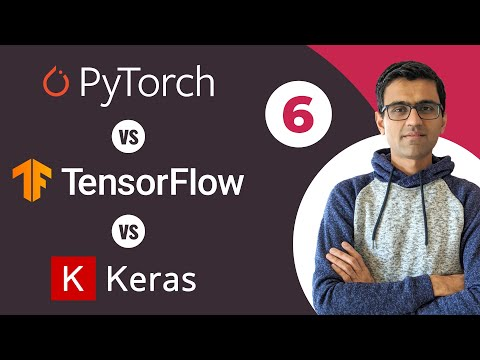 PyTorch
vs
TensorFlow
vs
K Keras
6